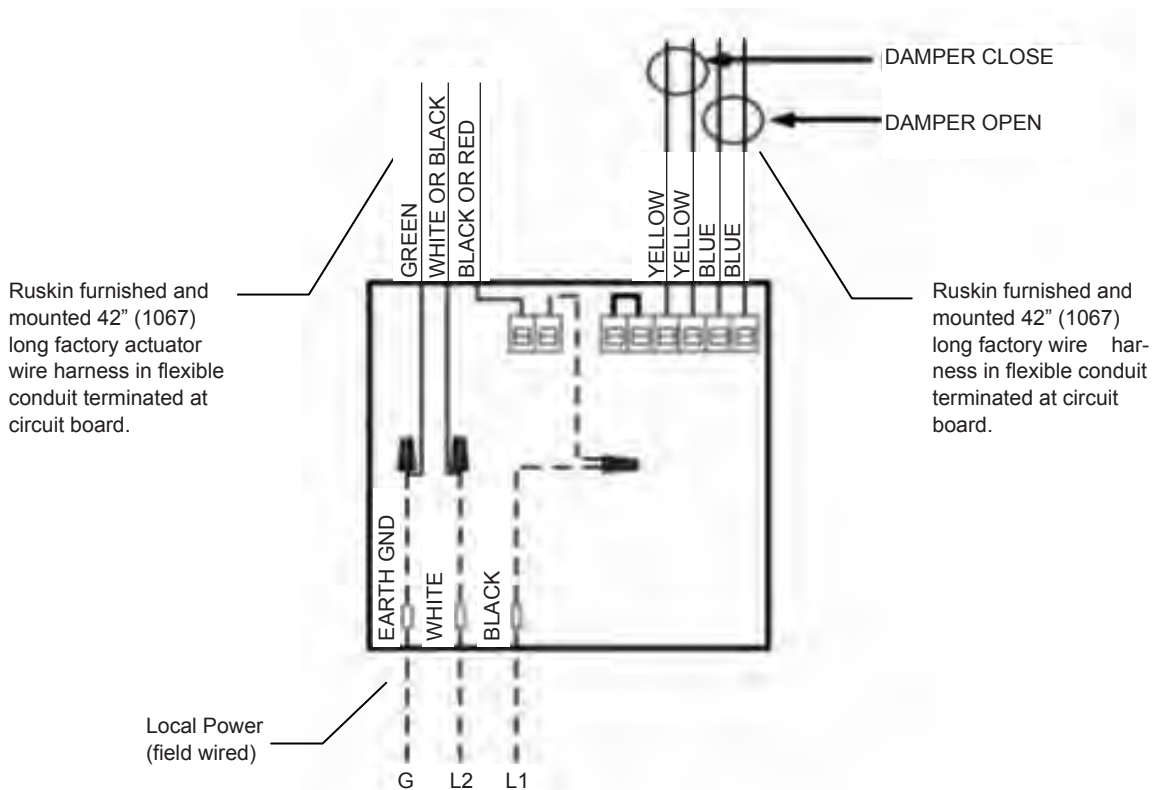 DAMPER CLOSE
DAMPER OPEN
GREEN
WHITE OR BLACK
BLACK OR RED
YELLOW
YELLOW
BLUE
BLUE
Ruskin furnished and
mounted 42” (1067)
long factory actuator
wire harness in flexible
conduit terminated at
circuit board.
Ruskin furnished and
mounted 42” (1067)
long factory wire har-
ness in flexible conduit
terminated at circuit
board.
EARTH GND
WHITE
BLACK
Local Power
(field wired)
G L2 L1